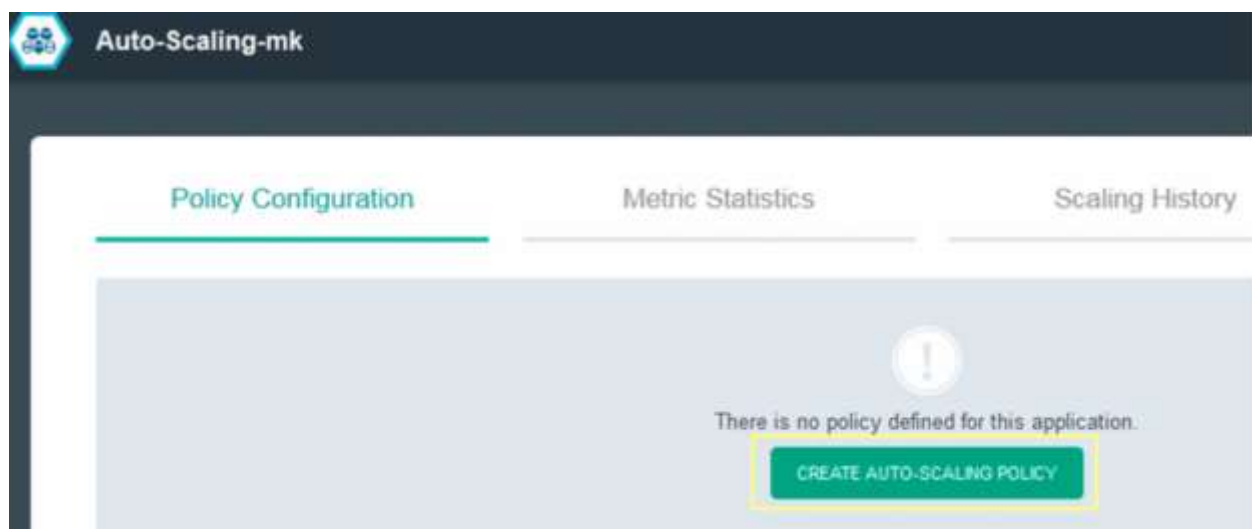 Auto-Scaling-mk
Policy Configuration Metric Statistics Scaling History
There is no policy defined for this application.
CREATE AUTO-SCALING POLICY